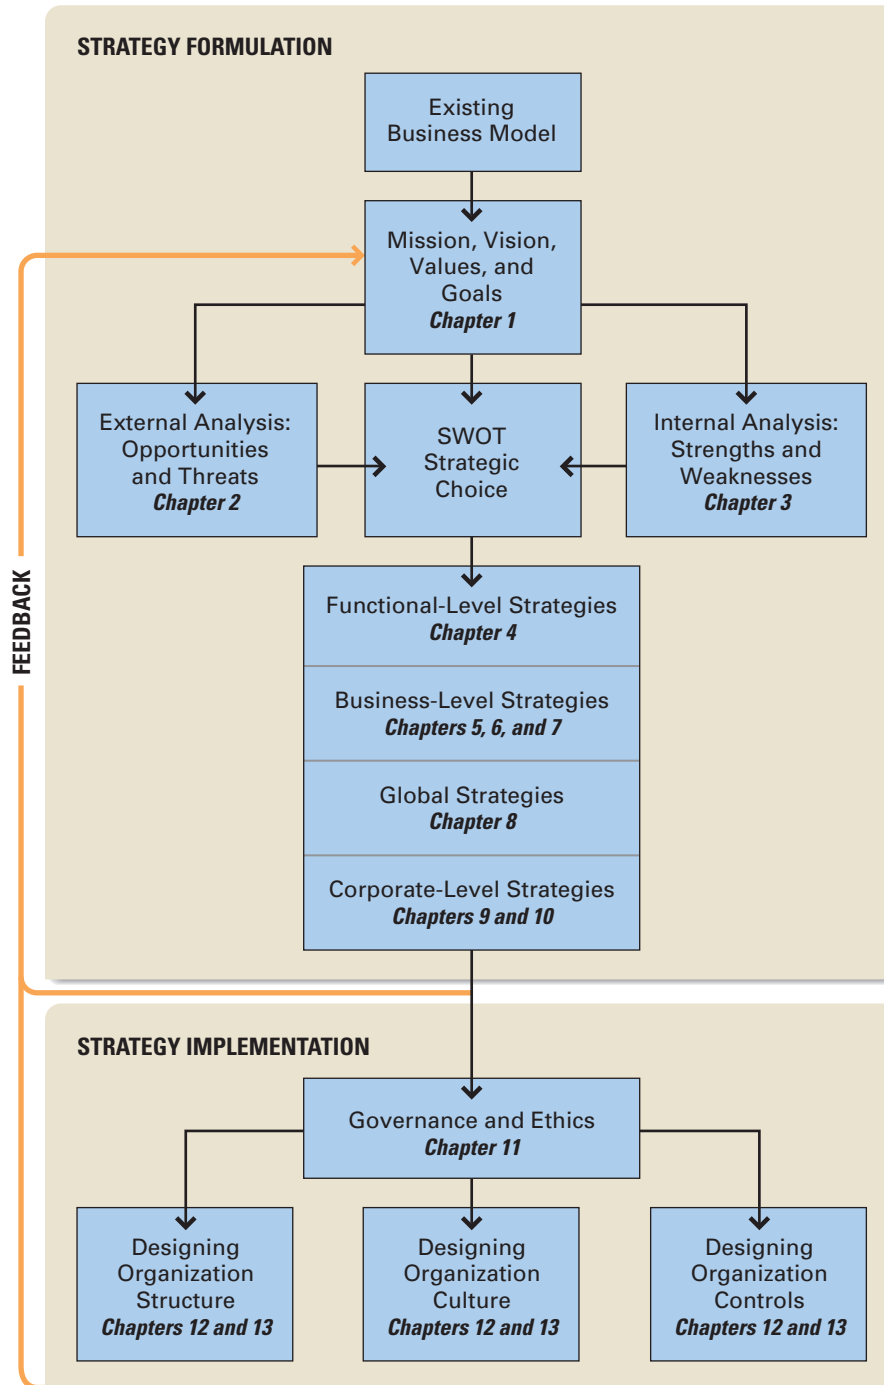 STRATEGY FORMULATION
Existing
Business Model
Mission, Vision,
Values, and
Goals
Chapter 1
External Analysis:
Opportunities
and Threats
Chapter 2
SWOT
Strategic
Choice
Internal Analysis:
Strengths and
Weaknesses
Chapter 3
FEEDBACK
Functional-Level Strategies
Chapter 4
Business-Level Strategies
Chapters 5, 6, and 7
Global Strategies
Chapter 8
Corporate-Level Strategies
Chapters 9 and 10
STRATEGY IMPLEMENTATION
Governance and Ethics
Chapter 11
Designing
Organization
Structure
Chapters 12 and 13
Designing
Organization
Culture
Chapters 12 and 13
Designing
Organization
Controls
Chapters 12 and 13